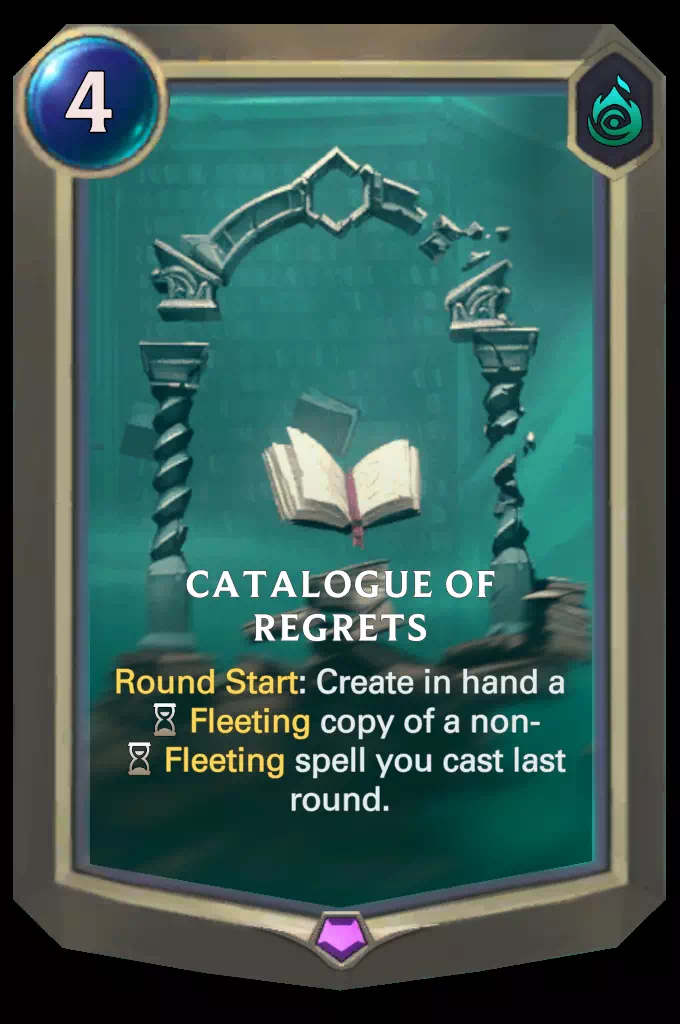 4
CATALOGUE OF
REGRETS
Round Start: Create in hand a
Fleeting copy of a non-
Fleeting spell you cast last
round.